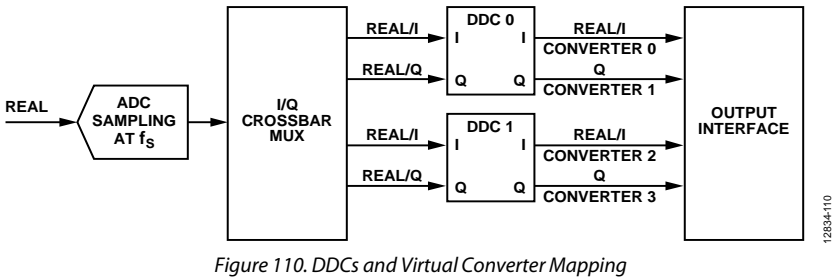 REAL
ADC
SAMPLING
AT fS
I/Q
CROSSBAR
MUX
REAL/I
REAL/Q
DDC 0
I
I
Q
Q
REAL/I
CONVERTER 0
Q
CONVERTER 1
REAL/I
REAL/Q
DDC 1
I
I
Q
Q
REAL/I
CONVERTER 2
Q
CONVERTER 3
OUTPUT
INTERFACE
12834-110
Figure 110. DDCs and Virtual Converter Mapping